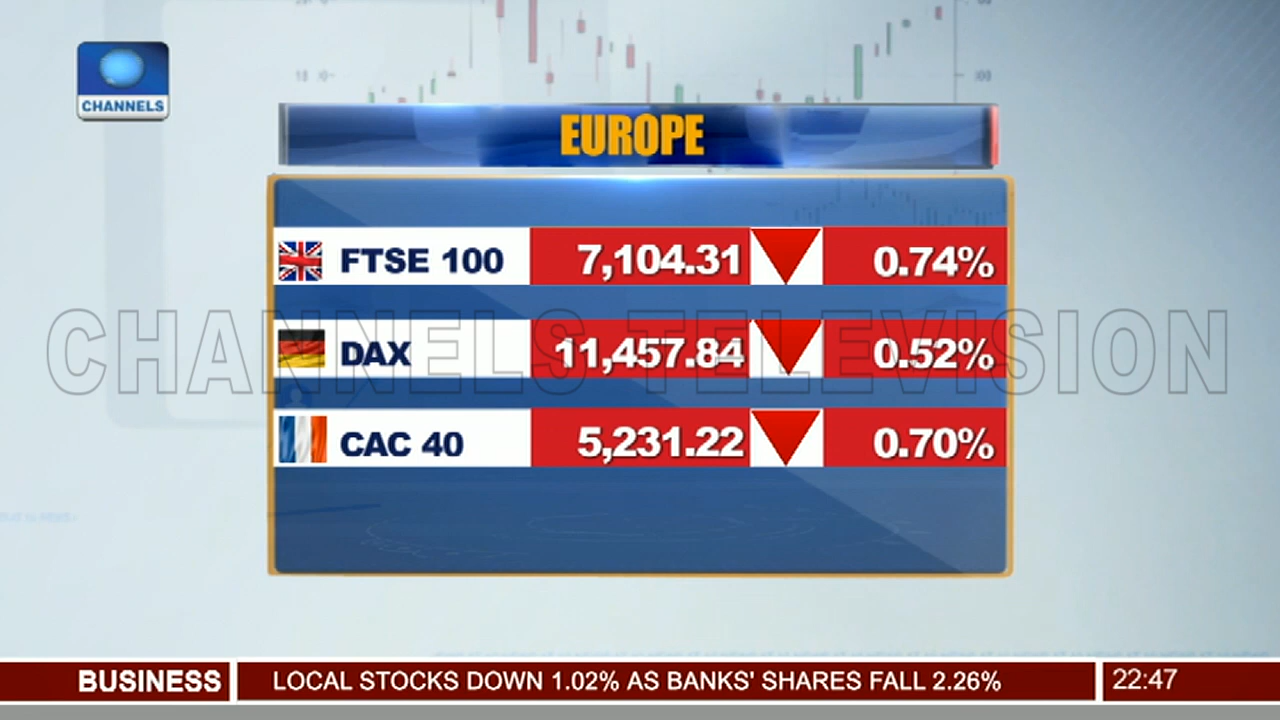 CHANNELS
EUROPE
FTSE 100 7,104.31 0.74%
CHANNELS TELEVISION
DAX 11,457.84 0.52%
CAC 40 5,231.22 0.70%
BUSINESS LOCAL STOCKS DOWN 1.02% AS BANKS' SHARES FALL 2.26% 22:47